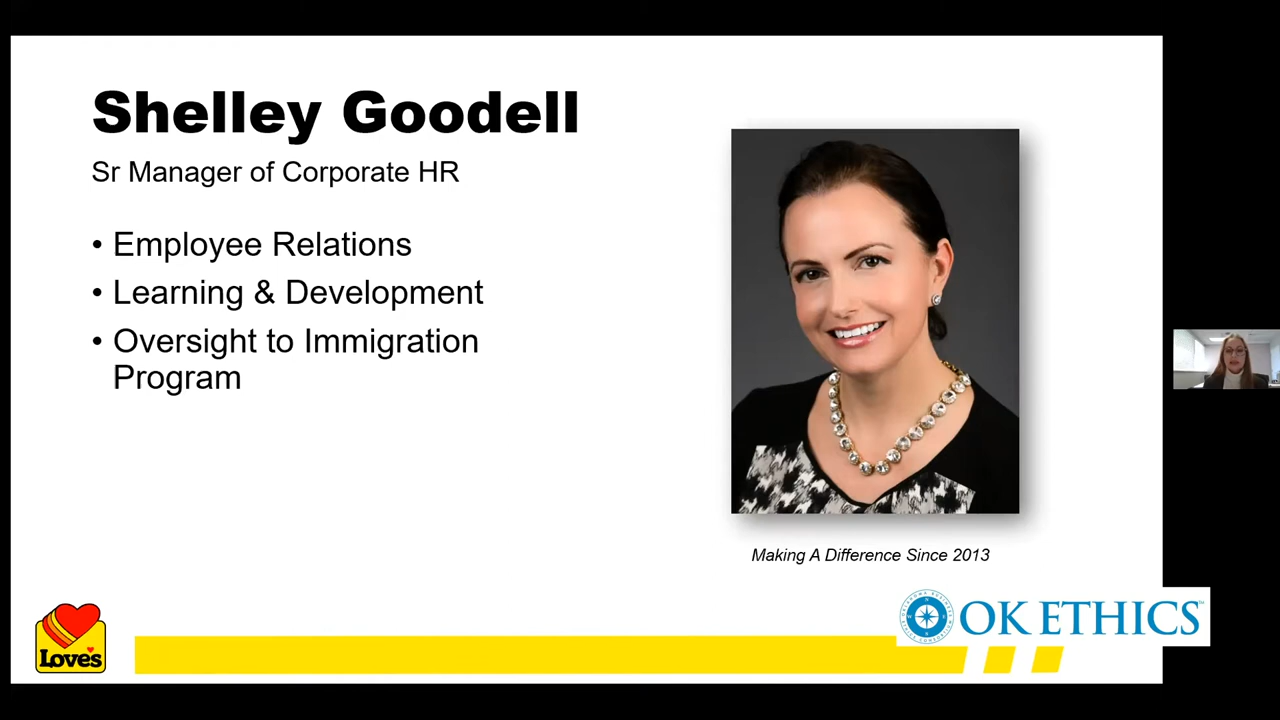 Shelley Goodell
Sr Manager of Corporate HR
• Employee Relations
• Learning & Development
• Oversight to Immigration
Program
Making A Difference Since 2013
Love's
OK ETHICS